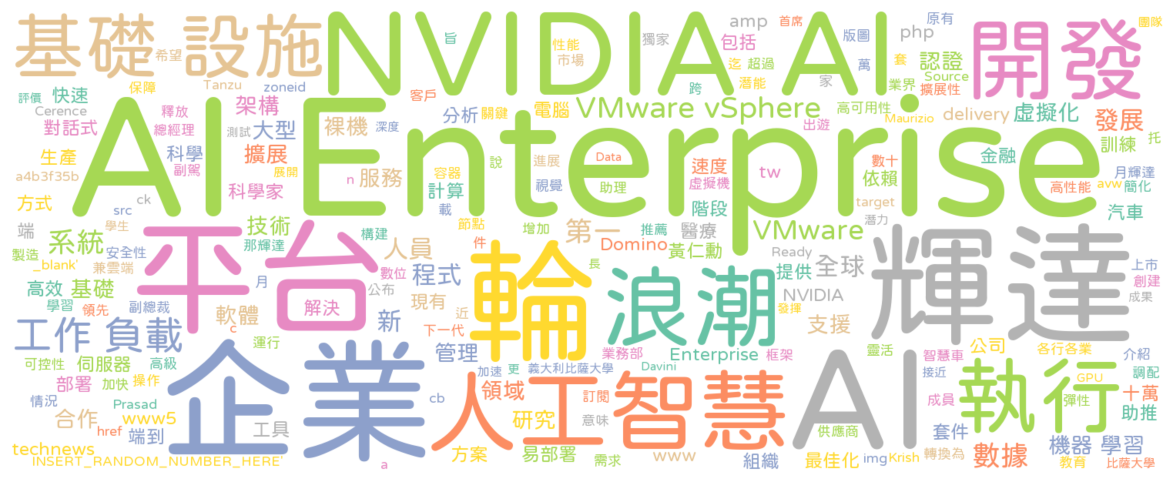 基礎 設施 NVIDIA AI 開發
AI Enterprise
平台 輪 浪潮 輝達
企業 人工智慧 AI 執行
希望 保障 Tanzu zoneid 旨 性能 市場 獨家 amp 首席 包括 迄 超過 跨 潛能 版圖 萬 家 原有 php 套 業界 認證 Source 擴展性 團隊
評價 快速 Cerence 對話式 釋放 總經理 架構 測試 大型 裸機 深度 客戶 分析 關鍵 電腦 VMware vSphere 高可用性 Maurizio delivery 虛擬化 發展
生產 a4b3f35b 方式 科學 副駕 擴展 展開 科學家 n 服務 容器 計算 載 說 進展 視覺 Data 助理 速度 虛擬機 出遊 tw 數十 依賴 target 金融 高性能 訓練 托 月輝達 avw 簡化 汽車
端 src ck 學生 技術 那輝達 構建 節點 件 增加 第一 推薦 階段 醫療 Domino VMware 黃仁勳 潛力 Ready
製造 系統 安全性 _blank' 兼雲端 月 數位 人員 公布 程式 長 提供 全球 NVIDIA 發揮 上市 創建 成果
高效 基礎 學習 領先 副總裁 解決 軟體 c 現有 近 下一代 新 支援
工作 負載 運行 管理 業務部 Enterprise 框架 靈活 公司 智慧車 各行各業 介紹
可控性 伺服器 高級 部署 加快 操作 加速 更 義大利比薩大學 Davini 領域 訂閱 接近 GPU 調配 成員 彈性 十萬
情況 Prasad 合作 www5 cb 研究 意味 供應商 套件 助推
technews href 端到 工具 方案 易部署 需求 www 組織 最佳化 img Krish 轉換為 數據 機器 學習 教育 比薩大學
INSERT_RANDOM_NUMBER_HERE' a